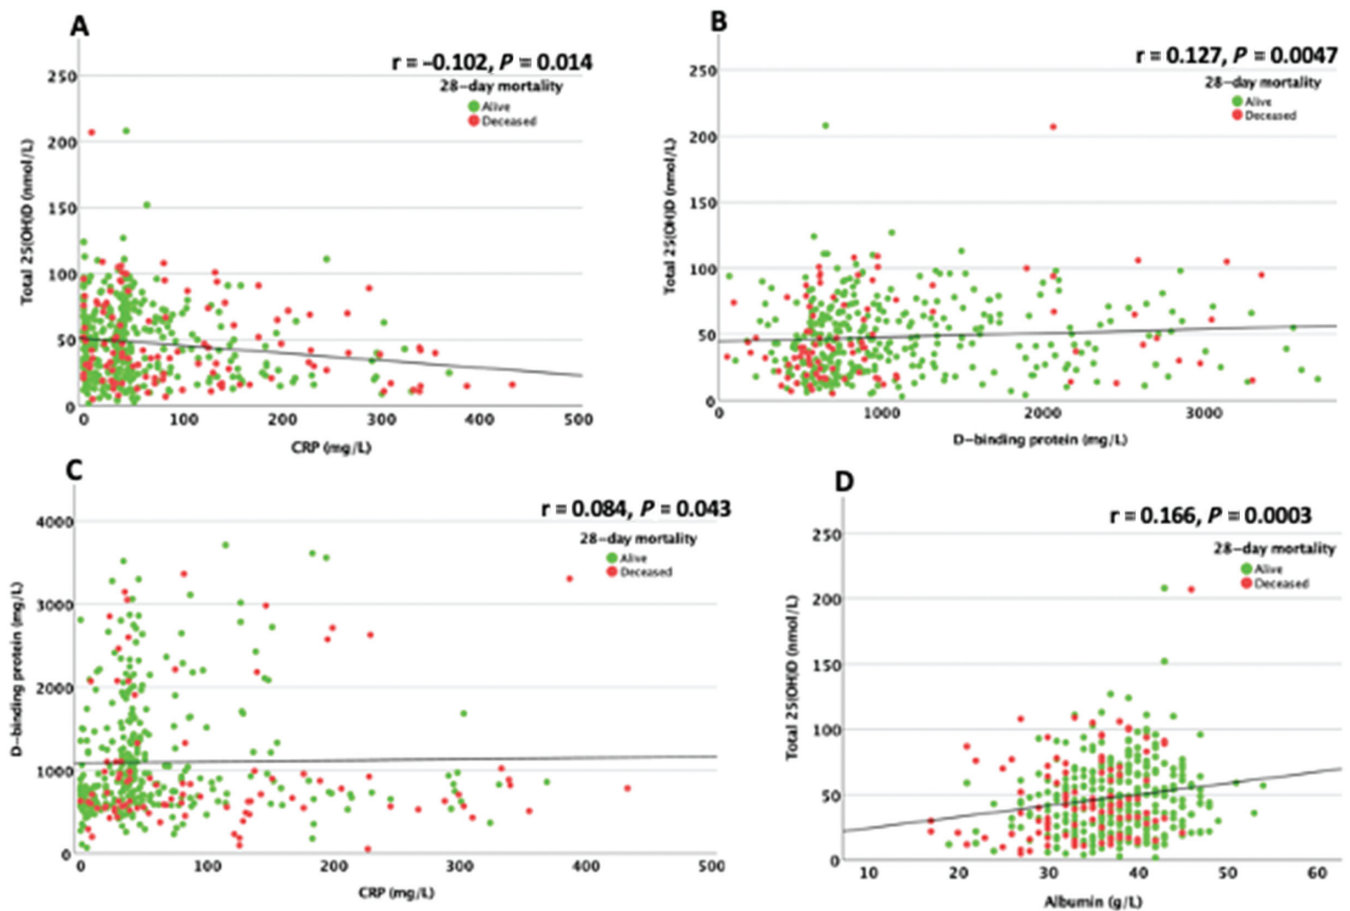 A
r = –0.102, P = 0.014
28-day mortality
Alive
Deceased
250
200
150
100
50
0
Total 25(OH)D (nmol/L)
0 100 200 300 400 500
CRP (mg/L)
B
r = 0.127, P = 0.0047
28-day mortality
Alive
Deceased
250
200
150
100
50
0
Total 25(OH)D (nmol/L)
0 1000 2000 3000
D-binding protein (mg/L)
C
r = 0.084, P = 0.043
28-day mortality
Alive
Deceased
4000
3000
2000
1000
0
D-binding protein (mg/L)
0 100 200 300 400 500
CRP (mg/L)
D
r = 0.166, P = 0.0003
28-day mortality
Alive
Deceased
250
200
150
100
50
0
Total 25(OH)D (nmol/L)
10 20 30 40 50 60
Albumin (g/L)